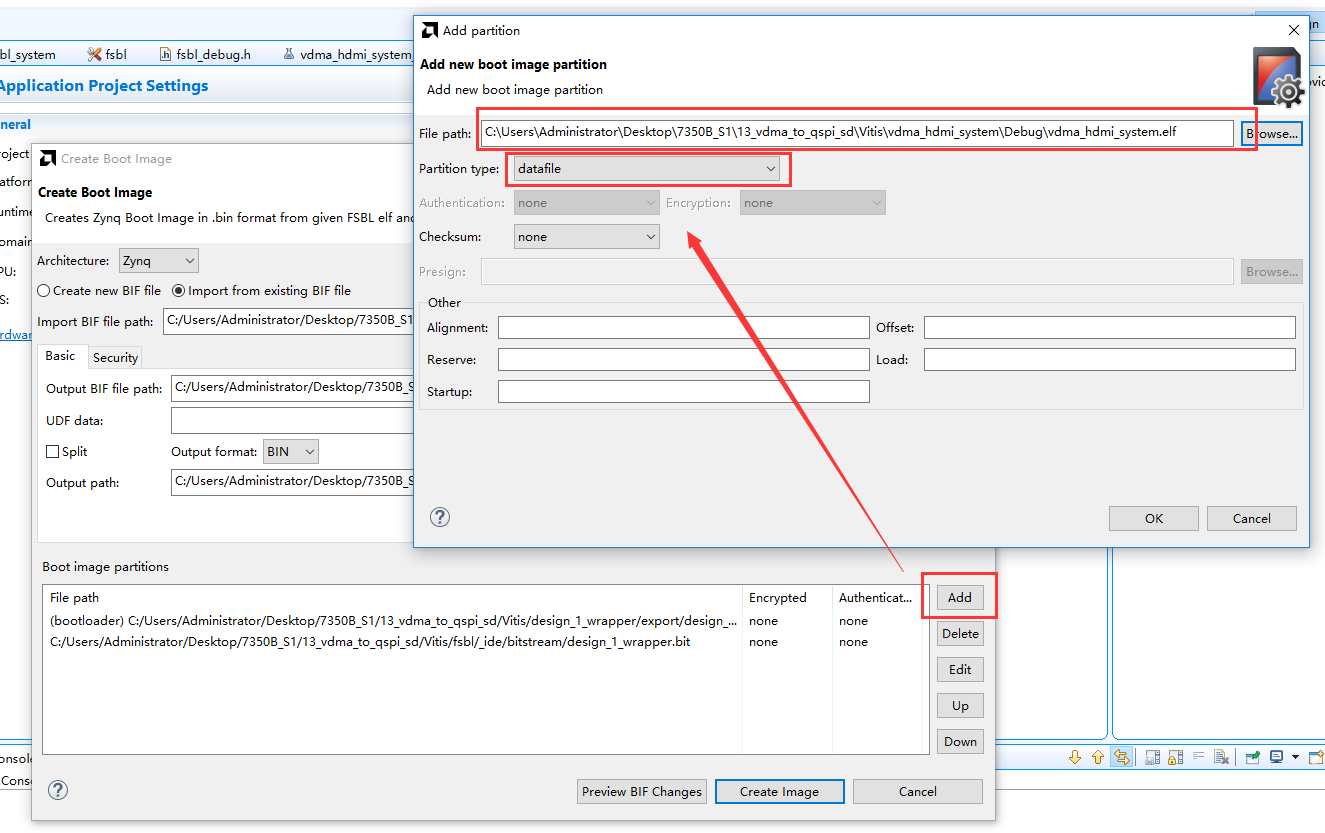 Add partition
bl_system
fsbl
fsbl_debug.h
vdma_hdmi_system_
Application Project Settings
neral
Add new boot image partition
Add new boot image partition
File path: C:\Users\Administrator\Desktop\7350B_S1\13_vdma_to_qspi_sd\Vitis\vdma_hdmi_system\Debug\vdma_hdmi_system.elf Browse...
Partition type: datafile
Authentication: none Encryption: none
Checksum: none
Presign: Browse...
Other
Alignment: Offset:
Reserve: Load:
Startup:
OK Cancel
Create Boot Image
Create Boot Image
Creates Zynq Boot Image in .bin format from given FSBL elf and
Architecture: Zynq
Create new BIF file Import from existing BIF file
Import BIF file path: C:/Users/Administrator/Desktop/7350B_S1
Basic Security
Output BIF file path: C:/Users/Administrator/Desktop/7350B_S
UDF data:
Split Output format: BIN
Output path: C:/Users/Administrator/Desktop/7350B_S
Boot image partitions
File path Encrypted Authenticat...
(bootloader) C:/Users/Administrator/Desktop/7350B_S1/13_vdma_to_qspi_sd/Vitis/design_1_wrapper/export/design_... none none
C:/Users/Administrator/Desktop/7350B_S1/13_vdma_to_qspi_sd/Vitis/fsbl/_ide/bitstream/design_1_wrapper.bit none none
Add
Delete
Edit
Up
Down
Preview BIF Changes Create Image Cancel
roject
latforn
untime
omain
PU:
S:
rdwar
onsole
Conso